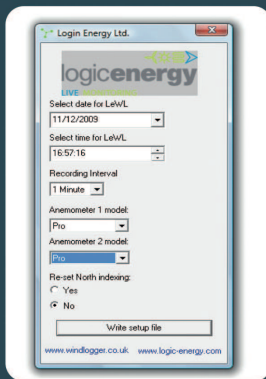 Login Energy Ltd.
logicenergy
LIVE
Select date for LeWL
11/12/2009
Select time for LeWL
16:57:16
Recording Interval
1 Minute
Anemometer 1 model:
Pro
Anemometer 2 model:
Pro
Re-set North indexing:
Yes
No
Write setup file
www.windlogger.co.uk www.logic-energy.com